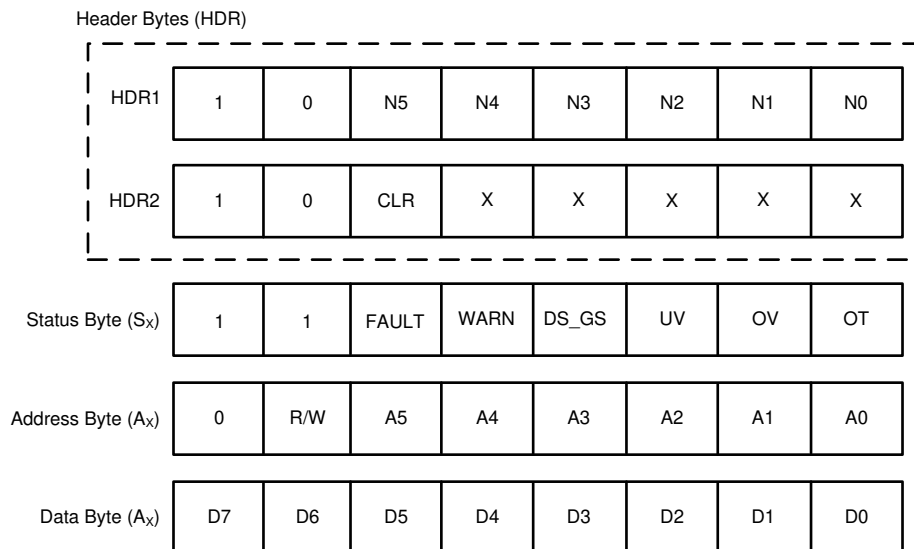 Header Bytes (HDR)
HDR1 1 0 N5 N4 N3 N2 N1 N0
HDR2 1 0 CLR X X X X X
Status Byte (SX) 1 1 FAULT WARN DS_GS UV OV OT
Address Byte (AX) 0 R/W A5 A4 A3 A2 A1 A0
Data Byte (AX) D7 D6 D5 D4 D3 D2 D1 D0